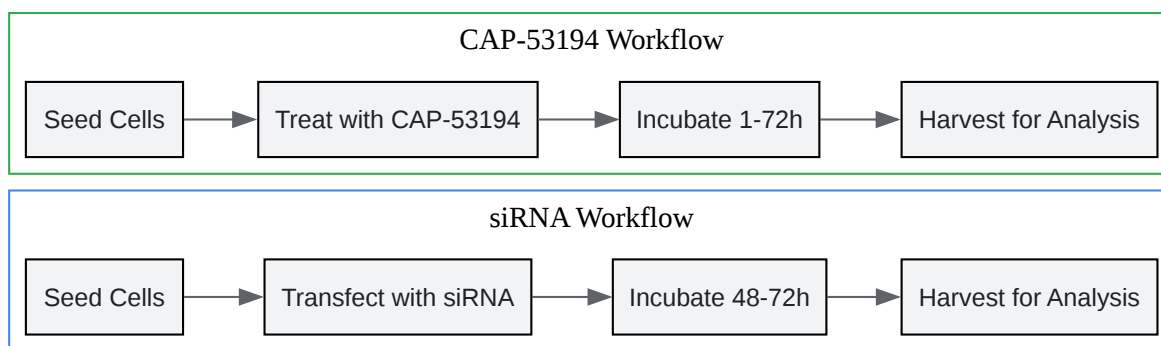 CAP-53194 Workflow
Seed Cells
Treat with CAP-53194
Incubate 1-72h
Harvest for Analysis
siRNA Workflow
Seed Cells
Transfect with siRNA
Incubate 48-72h
Harvest for Analysis